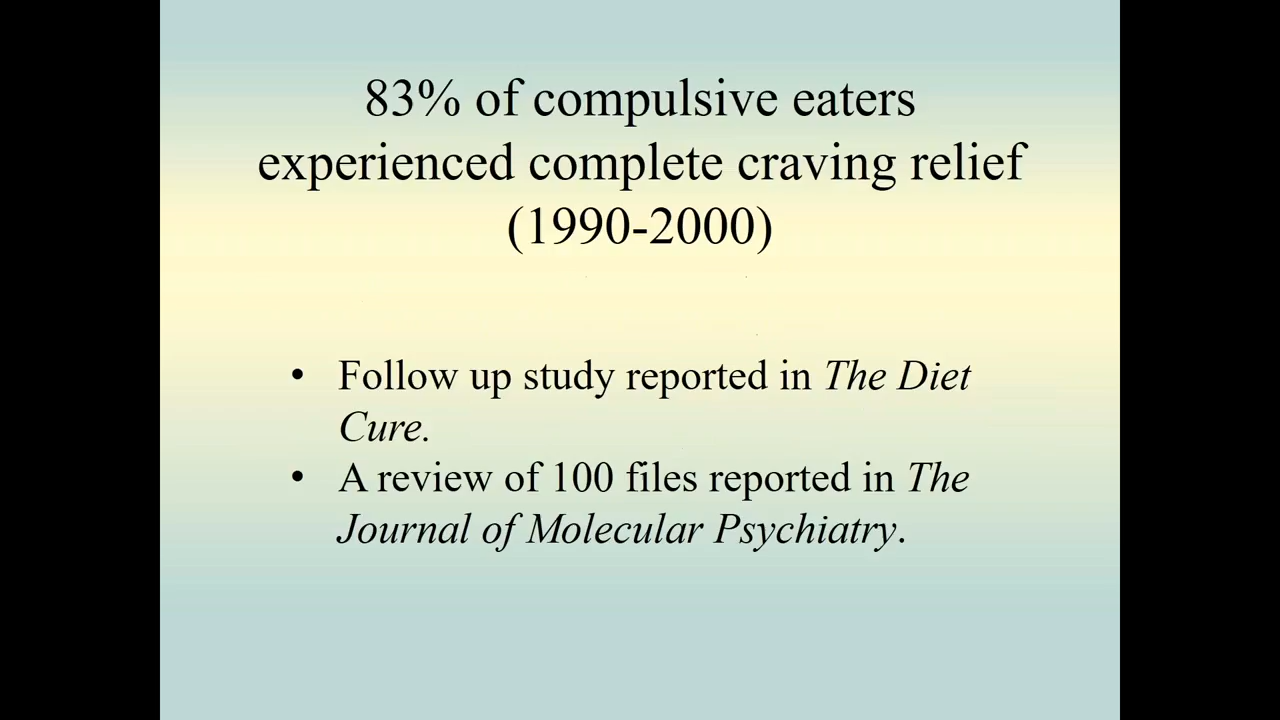 83% of compulsive eaters
experienced complete craving relief
(1990-2000)
• Follow up study reported in The Diet
Cure.
• A review of 100 files reported in The
Journal of Molecular Psychiatry.